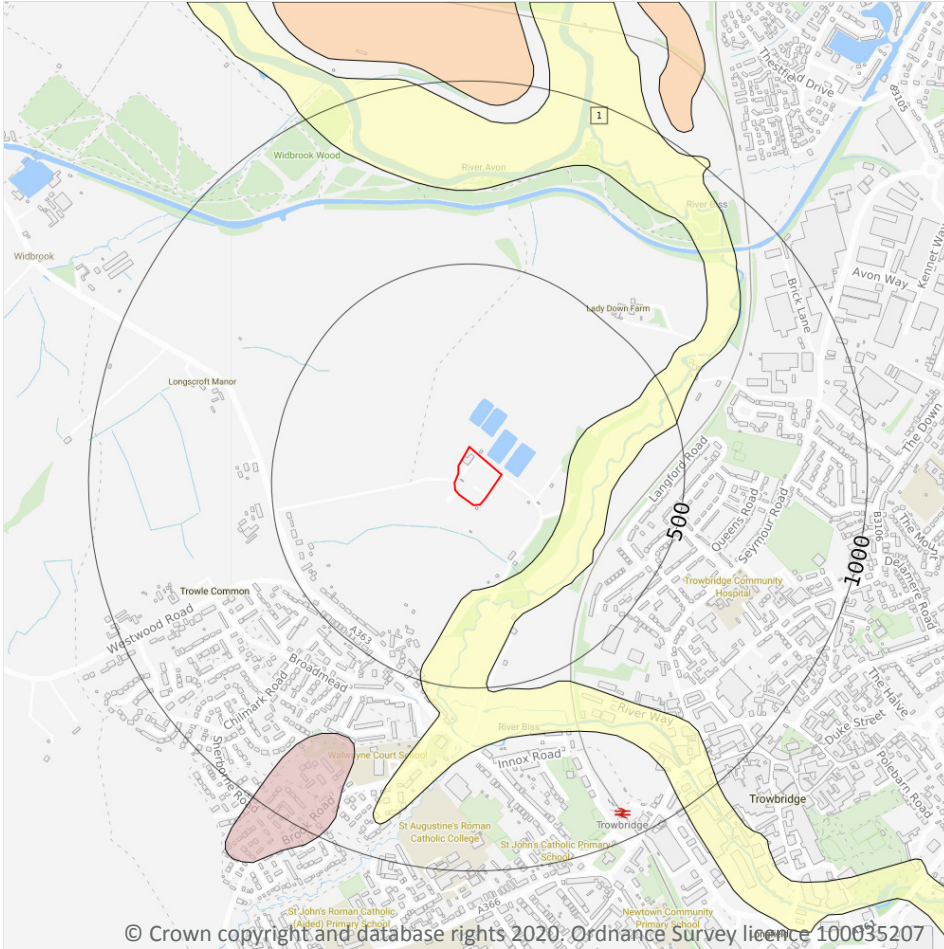 Thestfield Drive
B3105
1
Widbrook Wood
River Avon
River Biss
Widbrook
Kennet Way
Avon Way
Brick Lane
Lady Down Farm
Longscroft Manor
The Down
Langford Road
Queens Road
Seymour Road
500
B3106
The Mount
1000
Delamere Road
Trowbridge Community
Hospital
Trowle Common
Westwood Road
A363
Broadmead
Chilmark Road
The Halve
Duke Street
River Way
River Biss
Sherborne Road
Walwayne Court School
Innox Road
Polebarn Road
Brook Road
Trowbridge
Trowbridge
St Augustine's Roman
Catholic College
St John's Catholic Primary
School
A366
St John's Roman Catholic
(Aided) Primary School
Newtown Community
Primary School
© Crown copyright and database rights 2020. Ordnance Survey licence 100035207